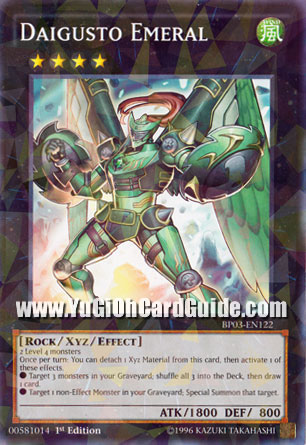 DAIGUSTO EMERAL
風
www.YuGiOhCardGuide.com
BP03-EN122
[ROCK/XYZ/EFFECT]
2 Level 4 monsters
Once per turn: You can detach 1 Xyz Material from this card, then activate 1 of
these effects.
● Target 3 monsters in your Graveyard; shuffle all 3 into the Deck, then draw
1 card.
● Target 1 non-Effect Monster in your Graveyard; Special Summon that target.
ATK/1800 DEF/ 800
00581014 1st Edition ©1996 KAZUKI TAKAHASHI